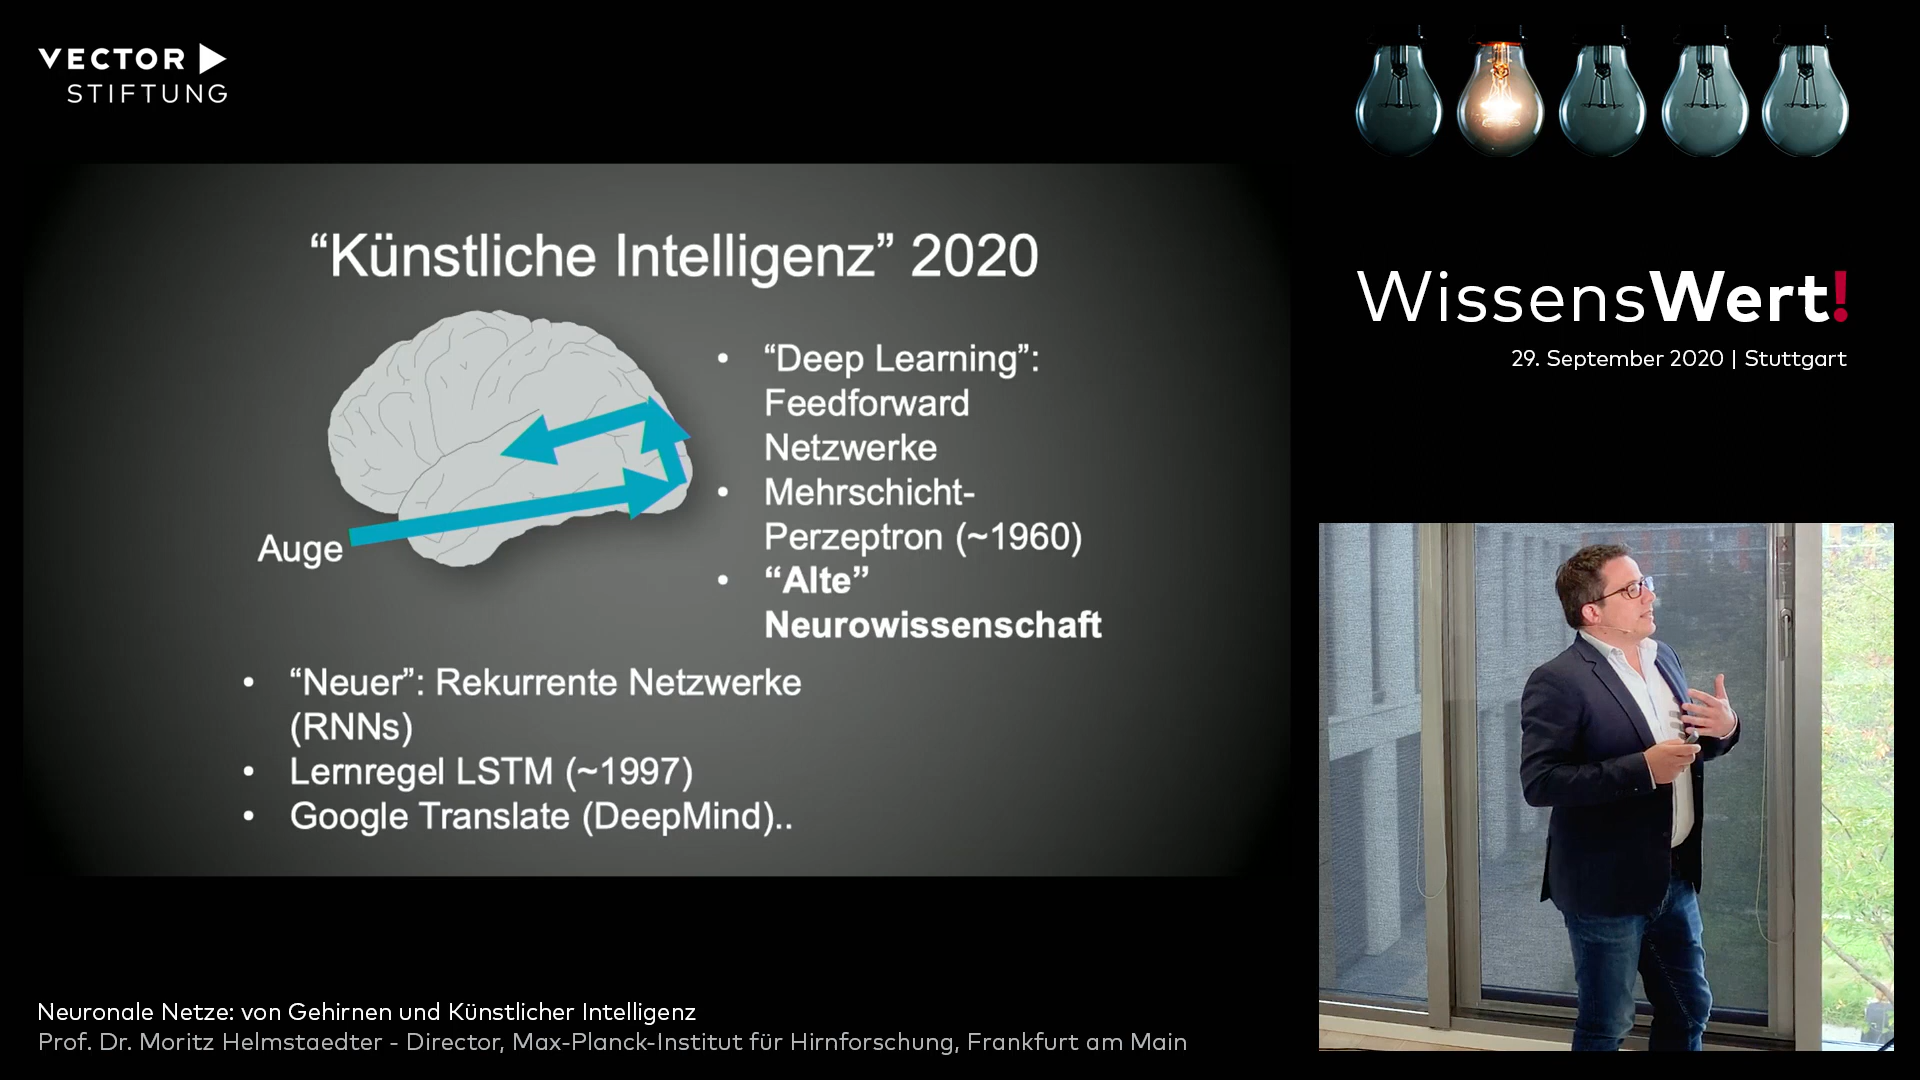 VECTOR
STIFTUNG
“Künstliche Intelligenz” 2020
Auge
• “Deep Learning”:
Feedforward
Netzwerke
• Mehrschicht-
Perzeptron (~1960)
• “Alte”
Neurowissenschaft
• “Neuer”: Rekurrente Netzwerke
(RNNs)
• Lernregel LSTM (~1997)
• Google Translate (DeepMind)..
WissensWert!
29. September 2020 | Stuttgart
Neuronale Netze: von Gehirnen und Künstlicher Intelligenz
Prof. Dr. Moritz Helmstaedter - Director, Max-Planck-Institut für Hirnforschung, Frankfurt am Main